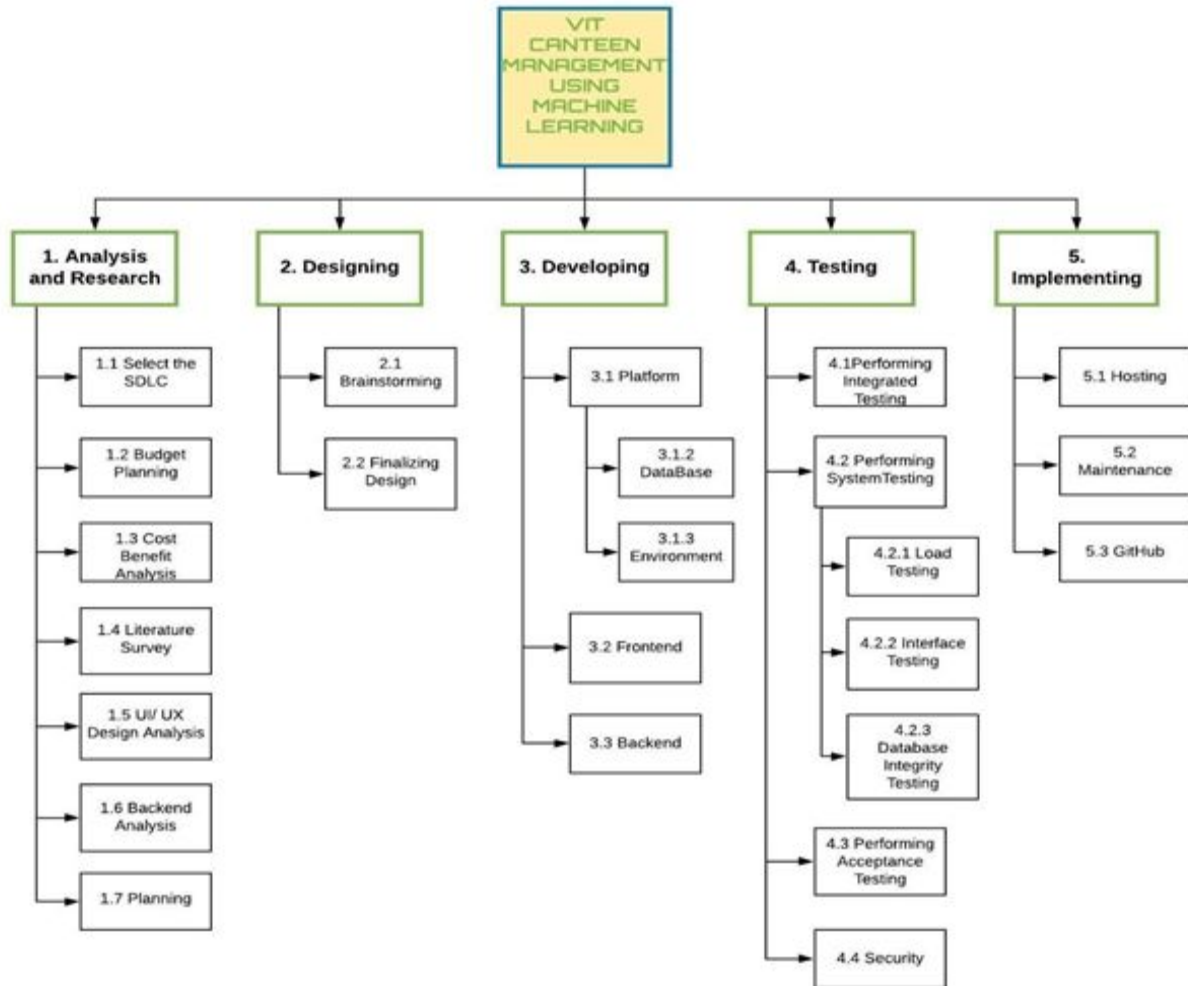 VIT
CANTEEN
MANAGEMENT
USING
MACHINE
LEARNING
1. Analysis
and Research
1.1 Select the
SDLC
1.2 Budget
Planning
1.3 Cost
Benefit
Analysis
1.4 Literature
Survey
1.5 UI/ UX
Design Analysis
1.6 Backend
Analysis
1.7 Planning
2. Designing
2.1
Brainstorming
2.2 Finalizing
Design
3. Developing
3.1 Platform
3.1.2
DataBase
3.1.3
Environment
3.2 Frontend
3.3 Backend
4. Testing
4.1Performing
Integrated
Testing
4.2 Performing
SystemTesting
4.2.1 Load
Testing
4.2.2 Interface
Testing
4.2.3
Database
Integrity
Testing
4.3 Performing
Acceptance
Testing
4.4 Security
5.
Implementing
5.1 Hosting
5.2
Maintenance
5.3 GitHub